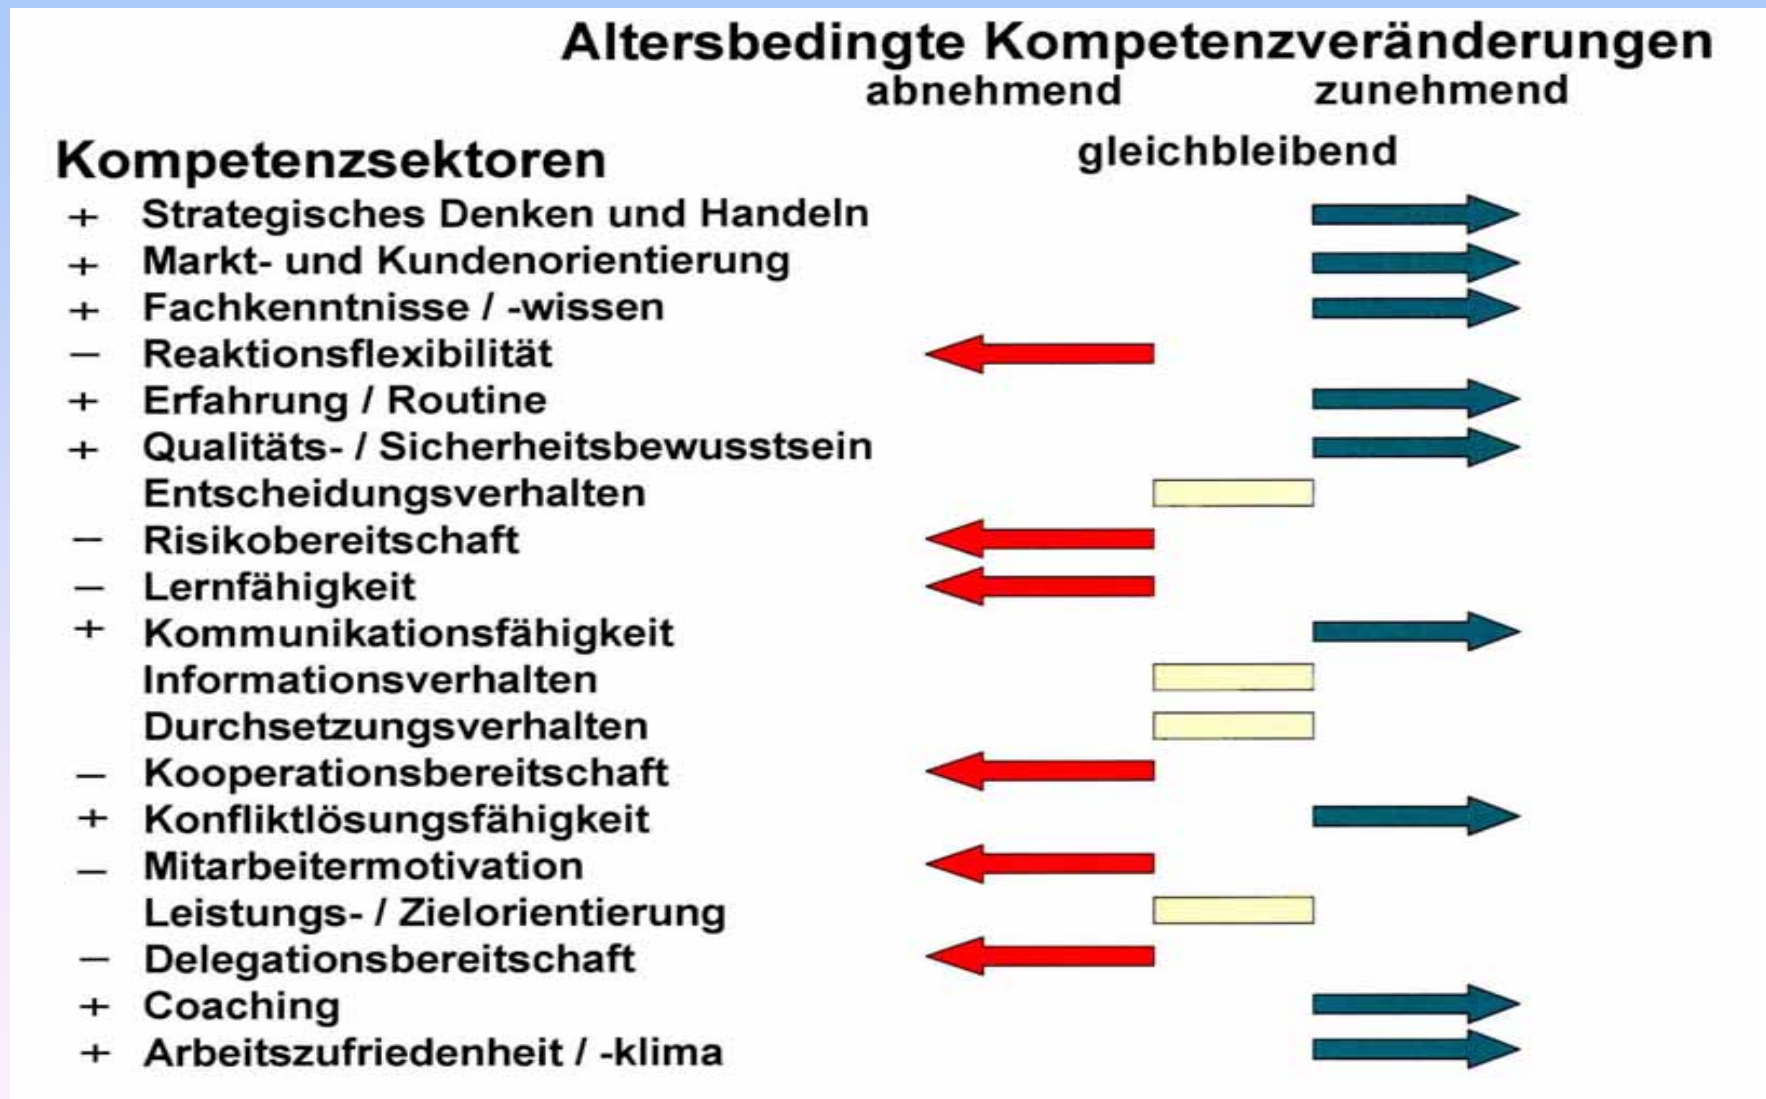 Altersbedingte Kompetenzveränderungen
abnehmend zunehmend
gleichbleibend
Kompetenzsektoren
+ Strategisches Denken und Handeln
+ Markt- und Kundenorientierung
+ Fachkenntnisse / -wissen
– Reaktionsflexibilität
+ Erfahrung / Routine
+ Qualitäts- / Sicherheitsbewusstsein
Entscheidungsverhalten
– Risikobereitschaft
– Lernfähigkeit
+ Kommunikationsfähigkeit
Informationsverhalten
Durchsetzungsverhalten
– Kooperationsbereitschaft
+ Konfliktlösungsfähigkeit
– Mitarbeitermotivation
Leistungs- / Zielorientierung
– Delegationsbereitschaft
+ Coaching
+ Arbeitszufriedenheit / -klima